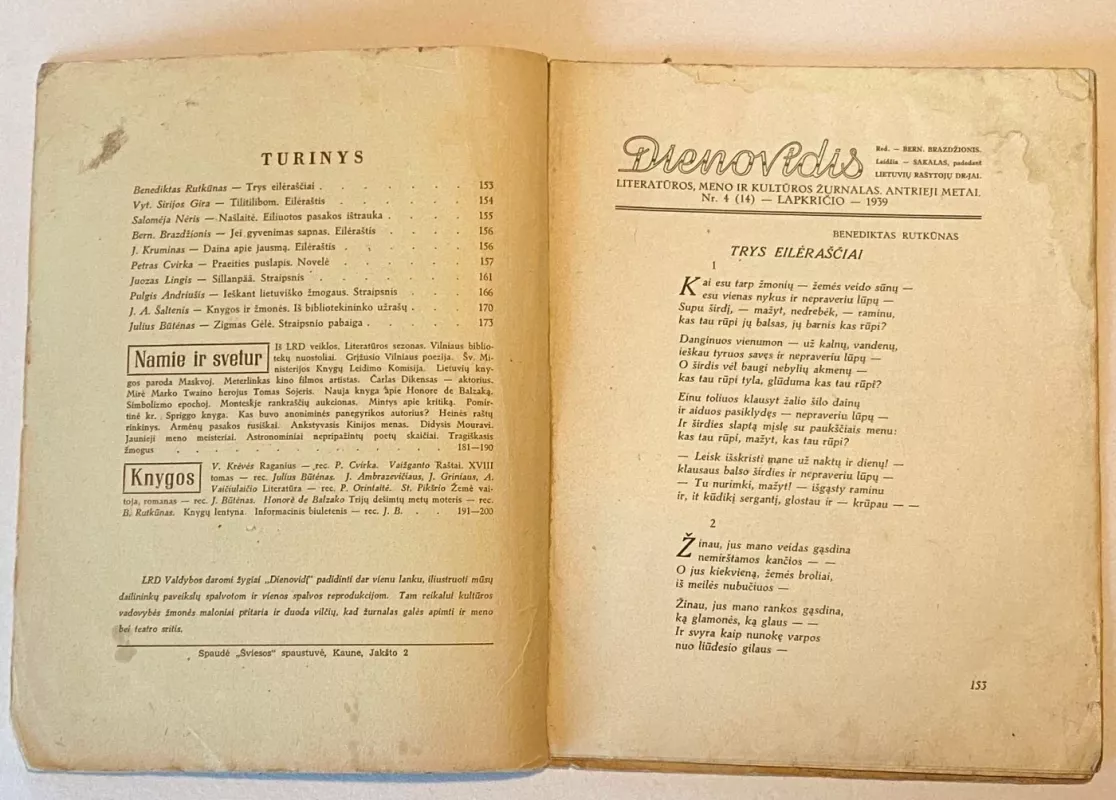 TURINYS
Benediktas Rutkūnas — Trys eilėraščiai . . . . . . . 153
Vyt. Sirijos Gira — Tilitilibom. Eilėraštis . . . . . . 154
Salomėja Nėris — Našlaitė. Eiliuotos pasakos ištrauka . . . . 155
Bern. Brazdžionis — Jei gyvenimas sapnas. Eilėraštis . . . . 156
J. Kruminas — Daina apie jausmą. Eilėraštis . . . . . 156
Petras Cvirka — Praeities puslapis. Novelė . . . . . . 157
Juozas Lingis — Sillanpää. Straipsnis . . . . . . . 161
Pulgis Andriušis — Ieškant lietuviško žmogaus. Straipsnis . . . 166
J. A. Šaltenis — Knygos ir žmonės. Iš bibliotekininko užrašų . . . 170
Julius Būtėnas — Zigmas Gėlė. Straipsnio pabaiga . . . . . 173
Namie ir svetur
Iš LRD veiklos. Literatūros sezonas. Vilniaus biblio-
tekų nuostoliai. Grįžusio Vilniaus poezija. Šv. Mi-
nisterijos Knygų Leidimo Komisija. Lietuvių kny-
gos paroda Maskvoj. Meterlinkas kino filmos artistas. Čarlas Dikensas — aktorius.
Mirė Marko Twaino herojus Tomas Sojeris. Nauja knyga apie Honore de Balzaką.
Simbolizmo epochoj. Monteskje rankraščių aukcionas. Mintys apie kritiką. Pomir-
tinė kr. Spriggo knyga. Kas buvo anoniminės panegyrikos autorius? Heinės raštų
rinkinys. Armėnų pasakos rusiškai. Ankstyvasis Kinijos menas. Didysis Mouravi.
Jaunieji meno meisteriai. Astronominiai nepripažintų poetų skaičiai. Tragiškasis
žmogus . . . . . . . . . . . . . 181—190
Knygos
V. Krėvės Raganius — rec. P. Cvirka. Vaižganto Raštai. XVIII
tomas — rec. Julius Būtėnas. J. Ambrazevičiaus, J. Griniaus, A.
Vaičiulaičio Literatūra — rec. P. Orintaitė. St. Pikšrio Žemė vai-
toja, romanas — rec. J. Būtėnas. Honorė de Balzako Trijų dešimtų metų moteris — rec.
B. Rutkūnas. Knygų lentyna. Informacinis biuletenis — rec. J. B. . . 191—200
LRD Valdybos daromi žygiai „Dienovidį“ padidinti dar vienu lanku, iliustruoti mūsų
dailininkų paveikslų spalvotom ir vienos spalvos reprodukcijom. Tam reikalui kultūros
vadovybės žmonės maloniai pritaria ir duoda vilčių, kad žurnalas galės apimti ir meno
bei teatro sritis.
Spaudė „Šviesos“ spaustuvė, Kaune, Jakšto 2
Dienovidis
Red. — BERN. BRAZDŽIONIS.
Leidžia — SAKALAS, padedant
LIETUVIŲ RAŠYTOJŲ DR-JAI.
LITERATŪROS, MENO IR KULTŪROS ŽURNALAS. ANTRIEJI METAI.
Nr. 4 (14) — LAPKRIČIO — 1939
BENEDIKTAS RUTKŪNAS
TRYS EILĖRAŠČIAI
1
Kai esu tarp žmonių — žemės veido sūnų —
esu vienas nykus ir nepraveriu lūpų —
Supu širdį, — mažyt, nedrebėk, — raminu,
kas tau rūpi jų balsas, jų barnis kas rūpi?
Danginuos vienumon — už kalnų, vandenų,
ieškau tyruos savęs ir nepraveriu lūpų —
O širdis vėl baugi nebylių akmenų —
kas tau rūpi tyla, glūduma kas tau rūpi?
Einu toliuos klausyt žalio šilo dainų
ir aiduos pasiklydęs — nepraveriu lūpų —
Ir širdies slaptą mįslę su paukščiais menu:
kas tau rūpi, mažyt, kas tau rūpi?
— Leisk išskristi mane už naktų ir dienų! —
klausaus balso širdies ir nepraveriu lūpų —
— Tu nurimki, mažyt! — išgąsty raminu
ir, it kūdikį sergantį, glostau ir — krūpau — —
2
Žinau, jus mano veidas gąsdina
nemirštamos kančios — —
O jus kiekvieną, žemės broliai,
iš meilės nubučiuos —
Žinau, jus mano rankos gąsdina,
ką glamonės, ką glaus — —
Ir svyra kaip nunokę varpos
nuo liūdesio gilaus —
153